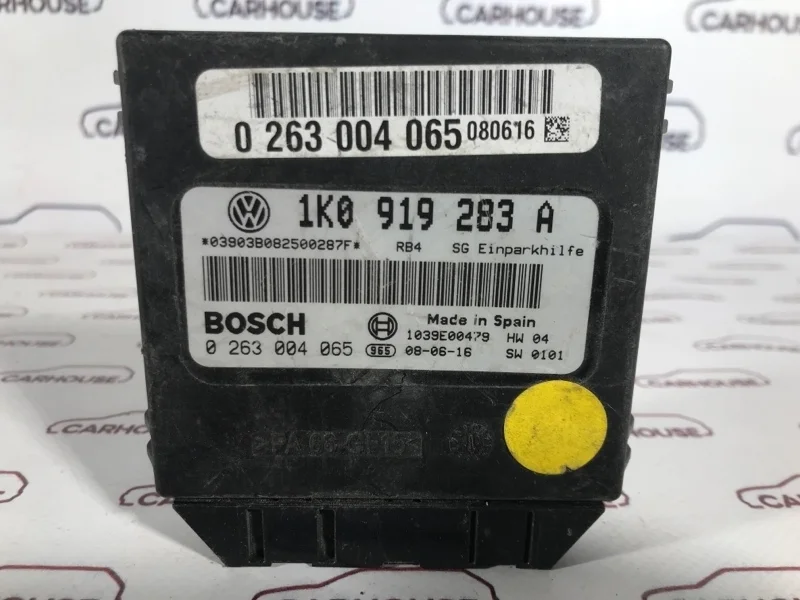 CARHOUSE
0 263 004 065 080616
1K0 919 283 A
*03903B082500287F* RB4 SG Einparkhilfe
BOSCH
Made in Spain
1039E00479 HW 04
0 263 004 065 965 08-06-16 SW 0101
CARHOUSE
CARHOUSE